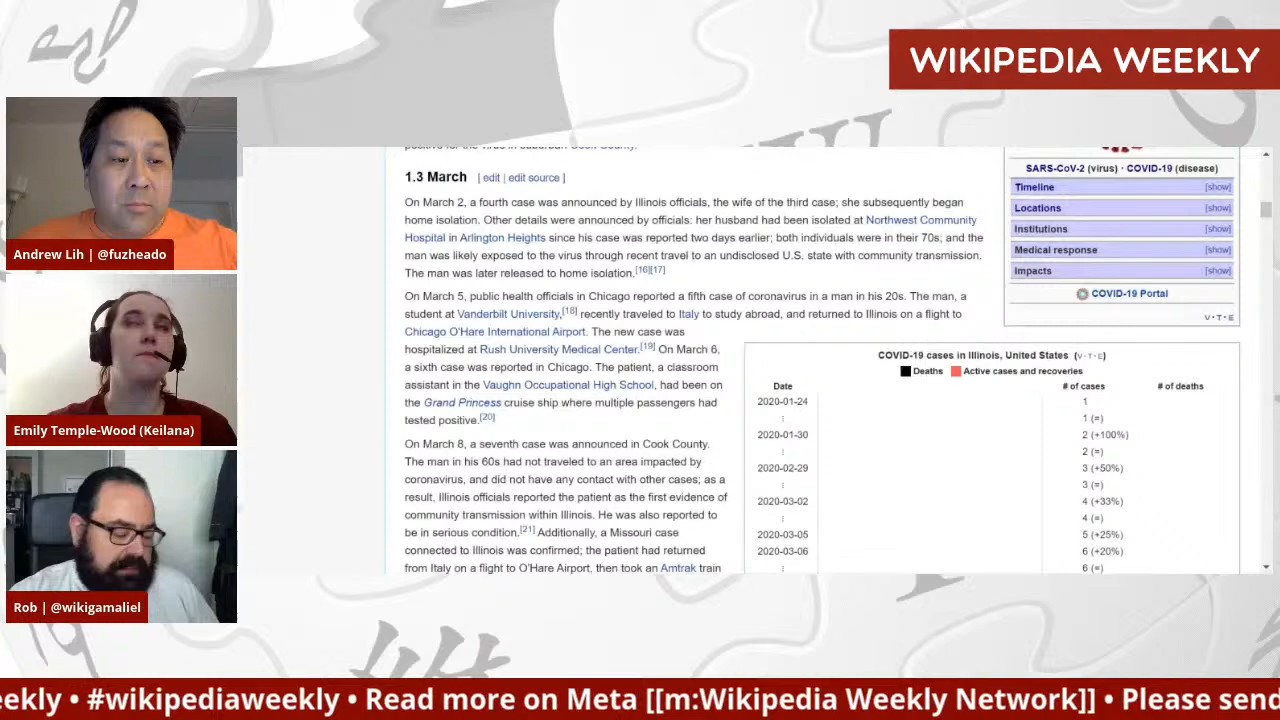 WIKIPEDIA WEEKLY
Andrew Lih | @fuzheado
Emily Temple-Wood (Keilana)
Rob | @wikigamaliel
positive for the virus in suburban Cook County.
1.3 March [ edit | edit source ]
On March 2, a fourth case was announced by Illinois officials, the wife of the third case; she subsequently began
home isolation. Other details were announced by officials: her husband had been isolated at Northwest Community
Hospital in Arlington Heights since his case was reported two days earlier; both individuals were in their 70s; and the
man was likely exposed to the virus through recent travel to an undisclosed U.S. state with community transmission.
The man was later released to home isolation.[16][17]
On March 5, public health officials in Chicago reported a fifth case of coronavirus in a man in his 20s. The man, a
student at Vanderbilt University,[18] recently traveled to Italy to study abroad, and returned to Illinois on a flight to
Chicago O'Hare International Airport. The new case was
hospitalized at Rush University Medical Center.[19] On March 6,
a sixth case was reported in Chicago. The patient, a classroom
assistant in the Vaughn Occupational High School, had been on
the Grand Princess cruise ship where multiple passengers had
tested positive.[20]
On March 8, a seventh case was announced in Cook County.
The man in his 60s had not traveled to an area impacted by
coronavirus, and did not have any contact with other cases; as a
result, Illinois officials reported the patient as the first evidence of
community transmission within Illinois. He was also reported to
be in serious condition.[21] Additionally, a Missouri case
connected to Illinois was confirmed; the patient had returned
from Italy on a flight to O'Hare Airport, then took an Amtrak train
SARS-CoV-2 (virus) · COVID-19 (disease)
Timeline [show]
Locations [show]
Institutions [show]
Medical response [show]
Impacts [show]
COVID-19 Portal
V · T · E
COVID-19 cases in Illinois, United States (V · T · E)
Deaths Active cases and recoveries
Date # of cases # of deaths
2020-01-24 1
⋮ 1 (=)
2020-01-30 2 (+100%)
⋮ 2 (=)
2020-02-29 3 (+50%)
⋮ 3 (=)
2020-03-02 4 (+33%)
⋮ 4 (=)
2020-03-05 5 (+25%)
2020-03-06 6 (+20%)
⋮ 6 (=)
eekly • #wikipediaweekly • Read more on Meta [[m:Wikipedia Weekly Network]] • Please send